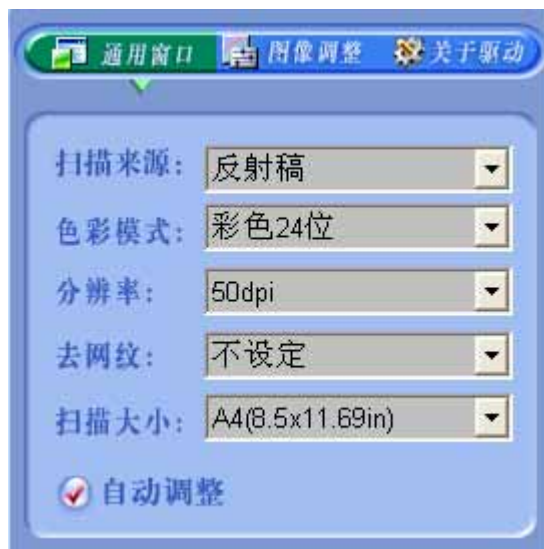 通用窗口 图像调整 关于驱动
扫描来源: 反射稿
色彩模式: 彩色24位
分辨率: 50dpi
去网纹: 不设定
扫描大小: A4(8.5x11.69in)
自动调整